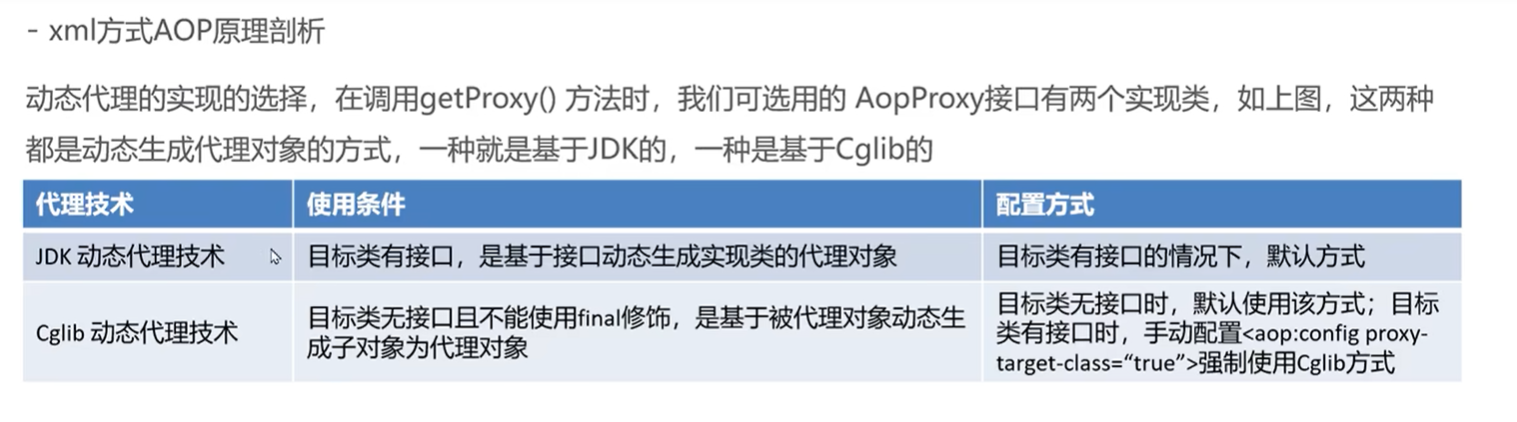 - xml方式AOP原理剖析
动态代理的实现的选择，在调用getProxy() 方法时，我们可选用的 AopProxy接口有两个实现类，如上图，这两种
都是动态生成代理对象的方式，一种就是基于JDK的，一种是基于Cglib的
代理技术 使用条件 配置方式
JDK 动态代理技术 目标类有接口，是基于接口动态生成实现类的代理对象 目标类有接口的情况下，默认方式
Cglib 动态代理技术
目标类无接口且不能使用final修饰，是基于被代理对象动态生
成子对象为代理对象
目标类无接口时，默认使用该方式；目标
类有接口时，手动配置<aop:config proxy-
target-class=“true”>强制使用Cglib方式